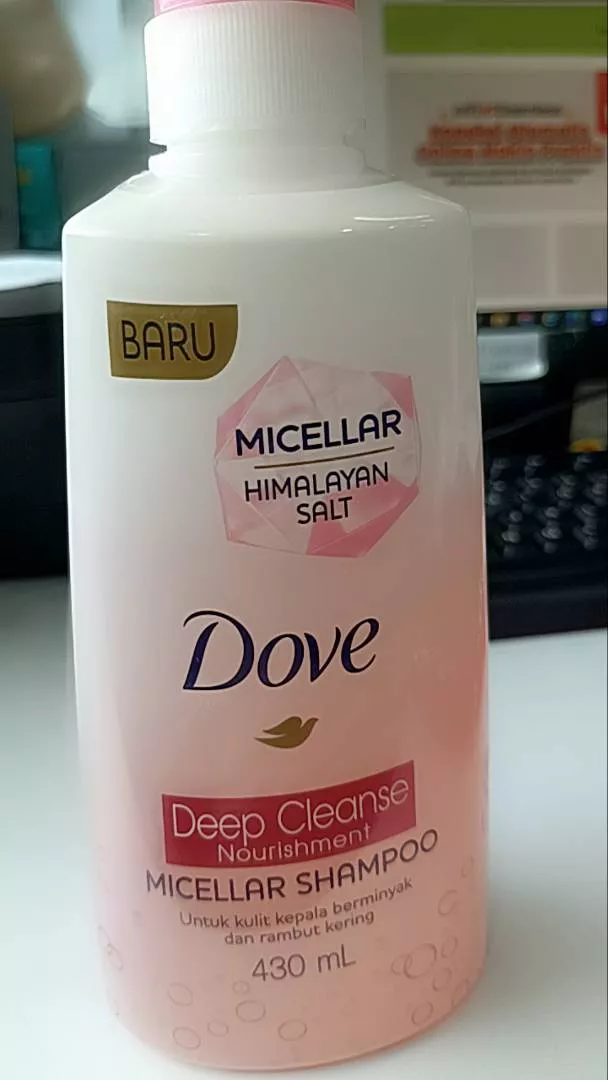 BARU
MICELLAR
HIMALAYAN
SALT
Dove
Deep Cleanse
Nourishment
MICELLAR SHAMPOO
Untuk kulit kepala berminyak
dan rambut kering
430 mL